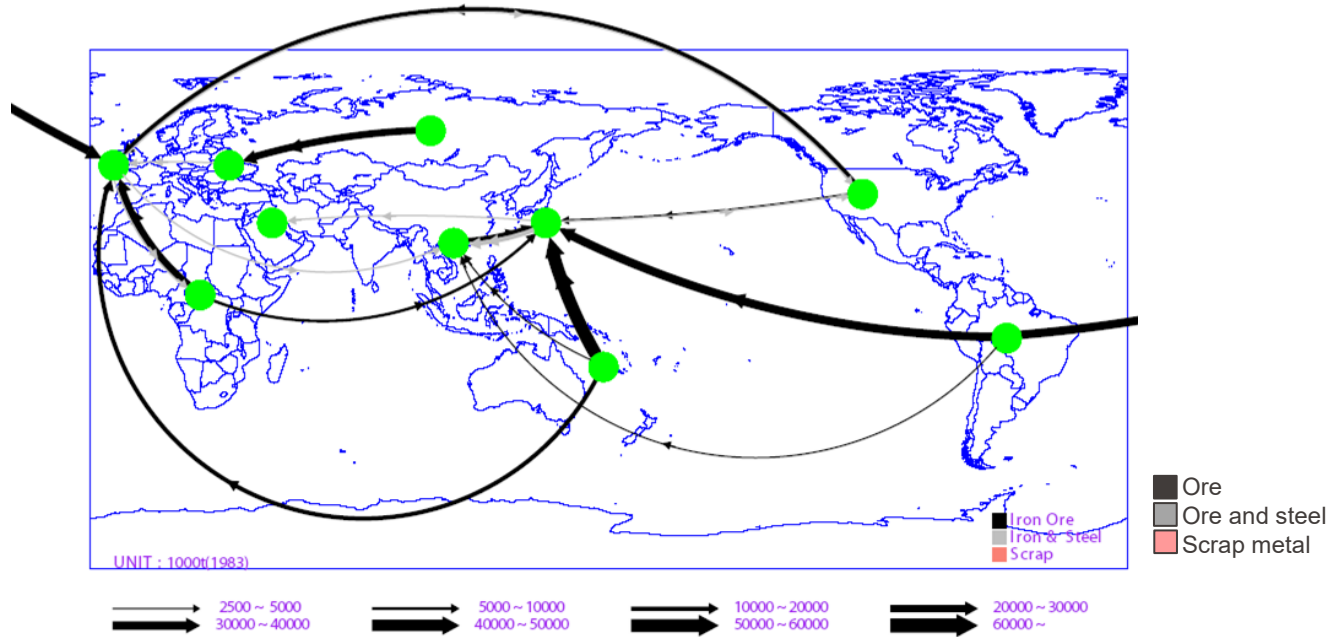 Iron Ore
Iron & Steel
Scrap
Ore
Ore and steel
Scrap metal
UNIT : 1000t(1983)
2500 ~ 5000
5000 ~ 10000
10000 ~ 20000
20000 ~ 30000
30000 ~ 40000
40000 ~ 50000
50000 ~ 60000
60000 ~